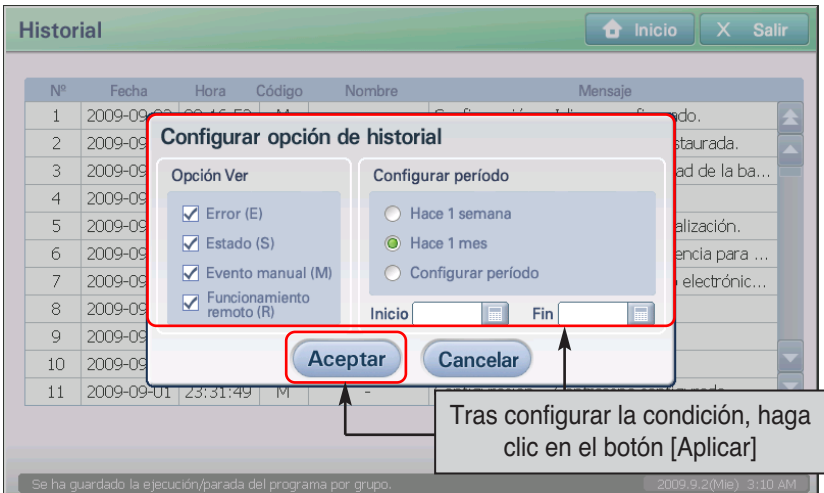 Historial
Inicio
X Salir
Nº Fecha Hora Código Nombre Mensaje
1 2009-09
do.
2 2009-09
staurada.
3 2009-09
ad de la ba...
4 2009-09
5 2009-09
alización.
6 2009-09
encia para ...
7 2009-09
electrónic...
8 2009-09
9 2009-09
10 2009-09
11 2009-09-01 23:31:49 M -
Configurar opción de historial
Opción Ver
Error (E)
Estado (S)
Evento manual (M)
Funcionamiento
remoto (R)
Configurar período
Hace 1 semana
Hace 1 mes
Configurar período
Inicio Fin
Aceptar Cancelar
Tras configurar la condición, haga
clic en el botón [Aplicar]
Se ha guardado la ejecución/parada del programa por grupo.
2009.9.2(Mie) 3:10 AM